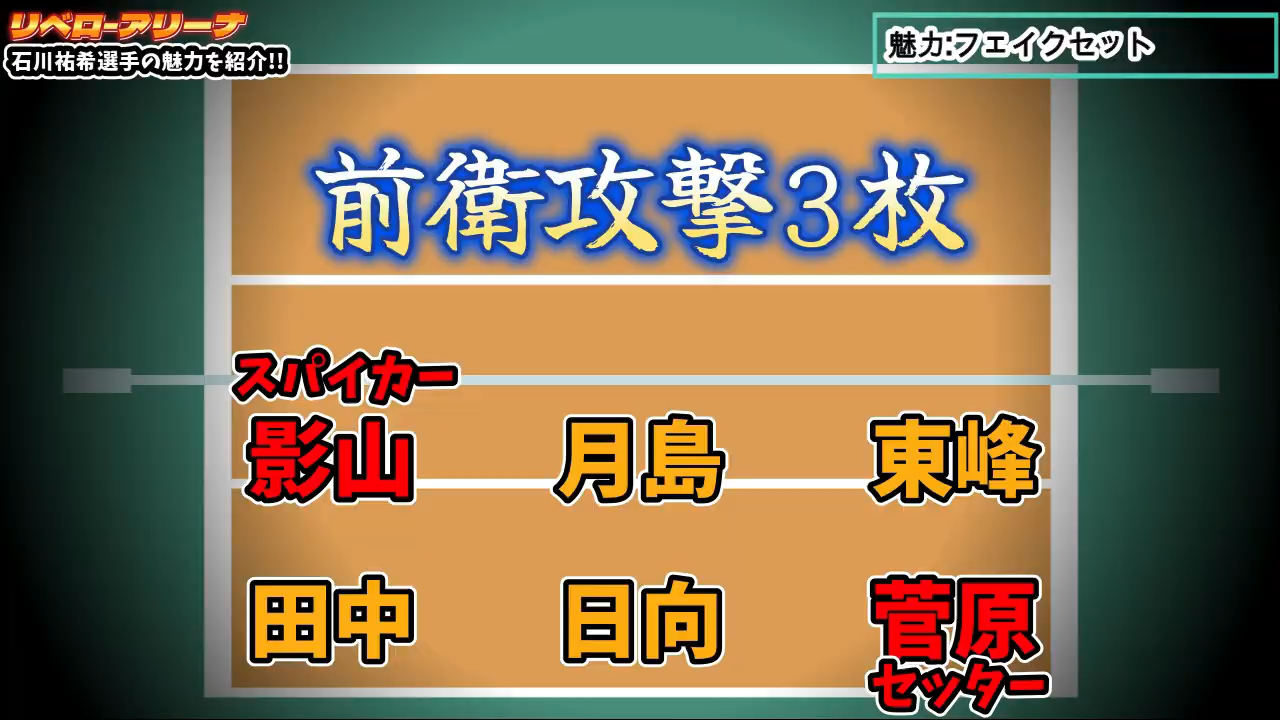 リベローアリーナ
石川祐希選手の魅力を紹介!!
魅力:フェイクセット
前衛攻撃3枚
スパイカー
影山 月島 東峰
田中 日向 菅原
セッター